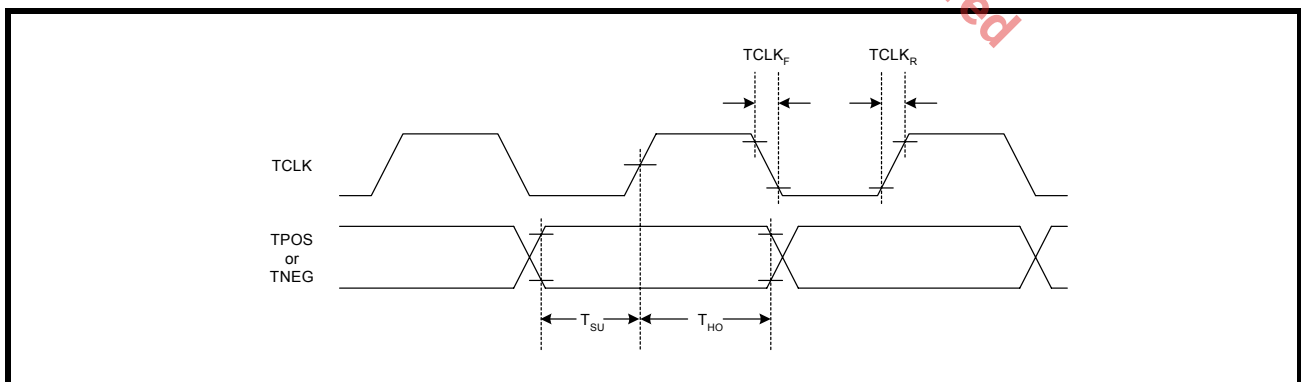 TCLK_F TCLK_R
TCLK
TPOS
or
TNEG
T_SU T_HO